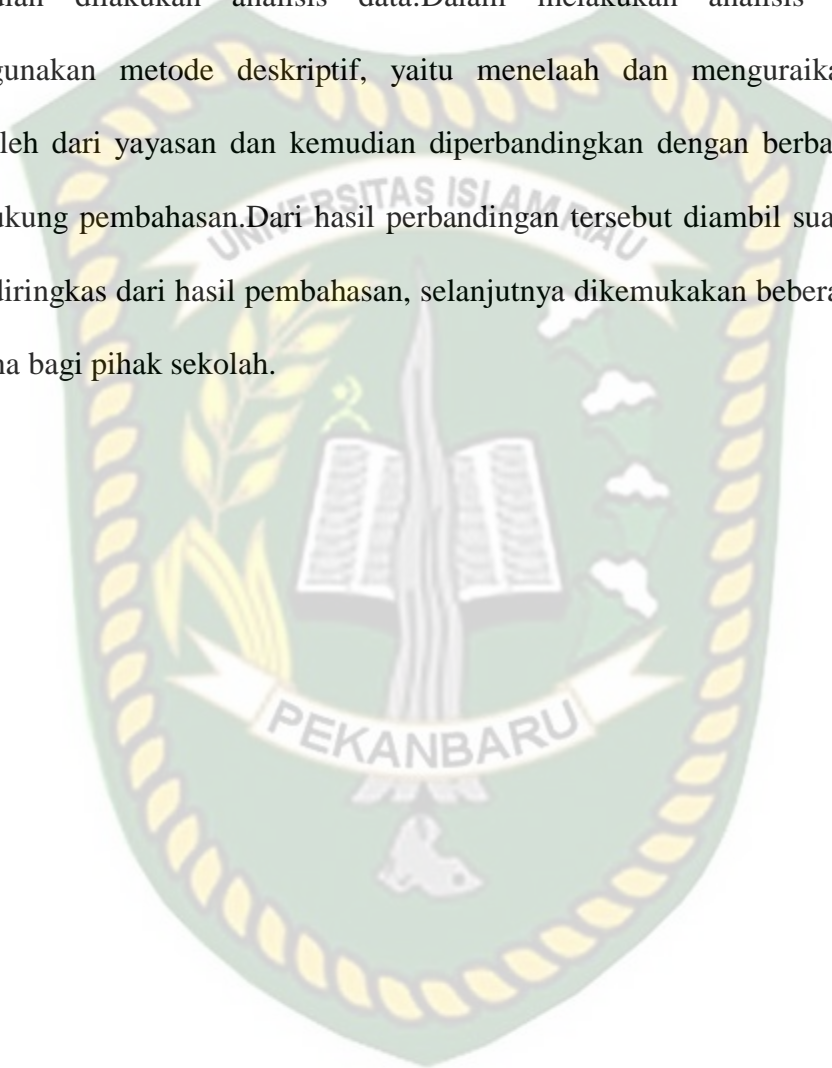 dilakukan analisis data.Dalam melakukan analisis
metode deskriptif, yaitu menelaah dan menguraika
leh dari yayasan dan kemudian diperbandingkan dengan berba
ukung pembahasan.Dari hasil perbandingan tersebut diambil sua
diringkas dari hasil pembahasan, selanjutnya dikemukakan bebera
na bagi pihak sekolah.
UNIVERSITAS ISLAM RIAU
PEKANBARU